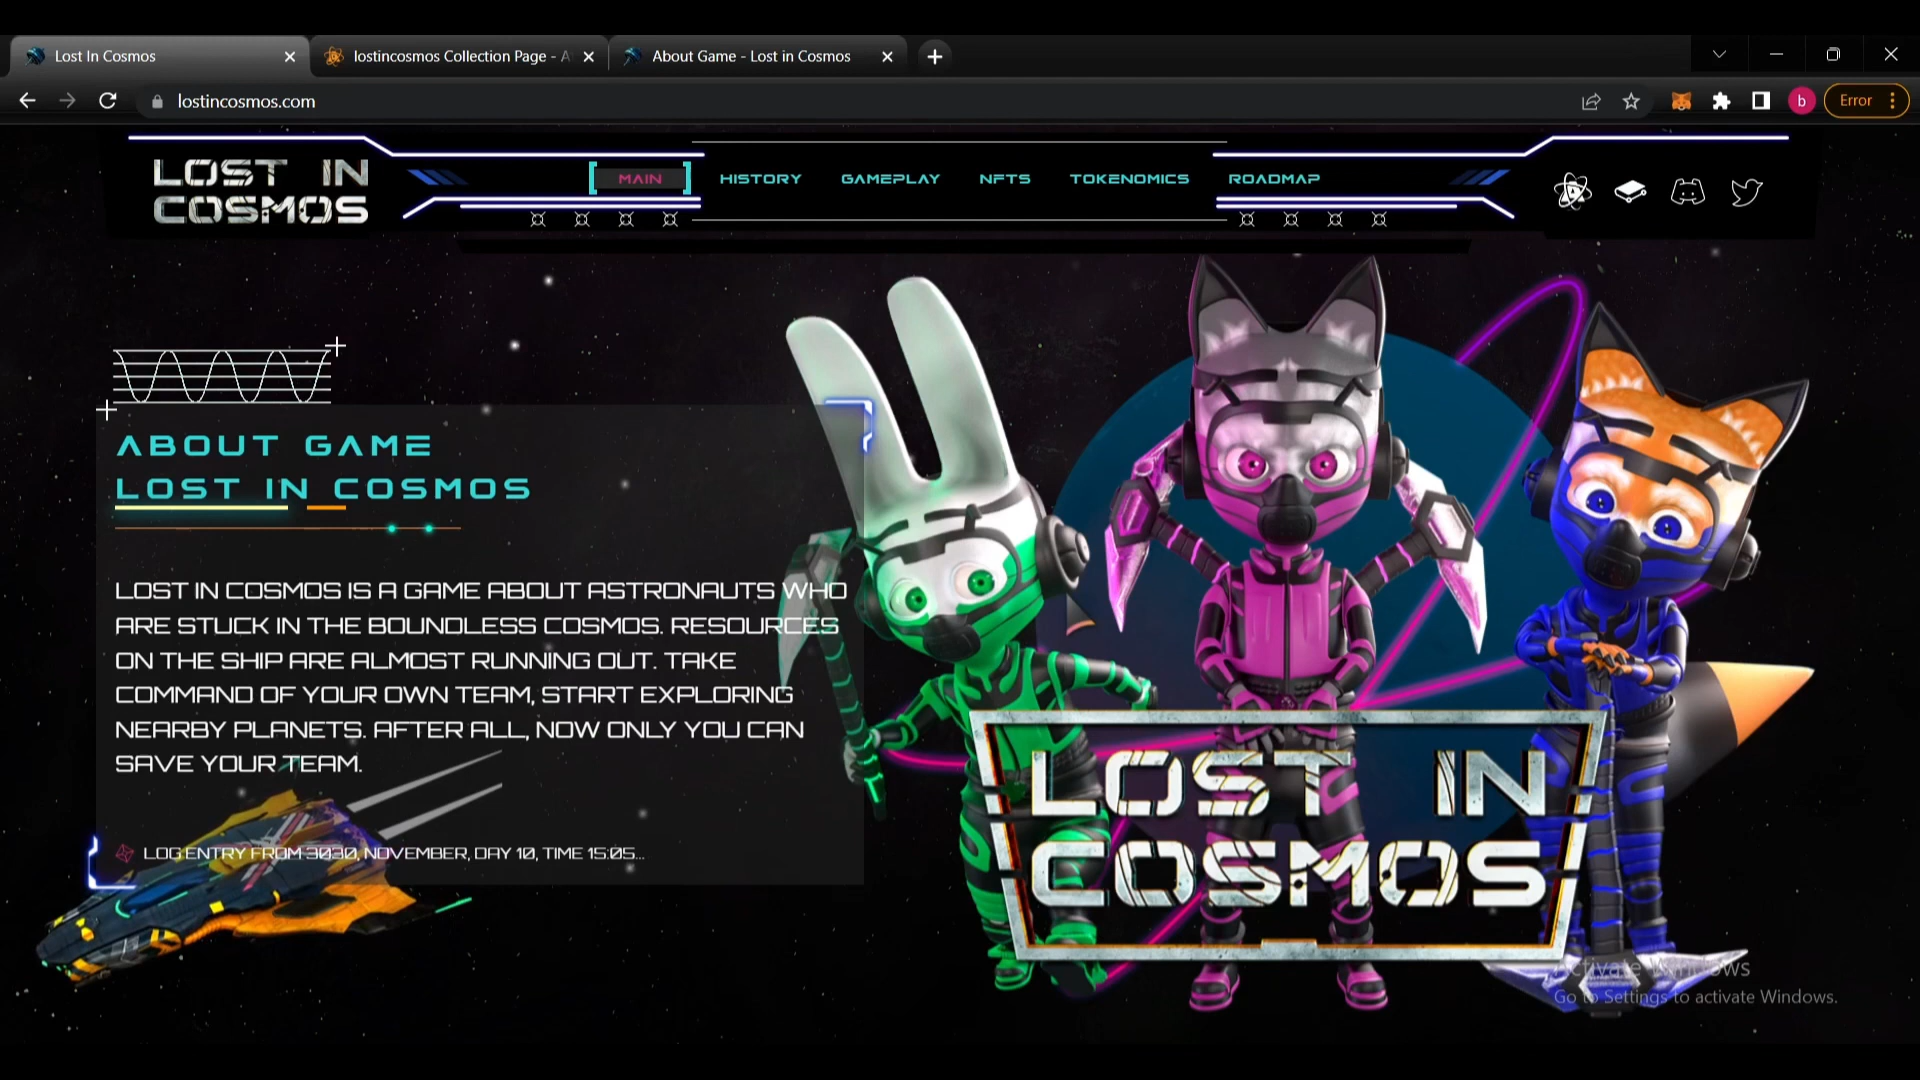 Lost In Cosmos
lostincosmos Collection Page - A
About Game - Lost in Cosmos
lostincosmos.com
b
Error
LOST IN
COSMOS
MAIN
HISTORY
GAMEPLAY
NFTS
TOKENOMICS
ROADMAP
ABOUT GAME
LOST IN COSMOS
LOST IN COSMOS IS A GAME ABOUT ASTRONAUTS WHO
ARE STUCK IN THE BOUNDLESS COSMOS. RESOURCES
ON THE SHIP ARE ALMOST RUNNING OUT. TAKE
COMMAND OF YOUR OWN TEAM, START EXPLORING
NEARBY PLANETS. AFTER ALL, NOW ONLY YOU CAN
SAVE YOUR TEAM.
LOG ENTRY FROM 3030, NOVEMBER, DAY 10, TIME 15:05...
LOST IN
COSMOS
Activate Windows
Go to Settings to activate Windows.